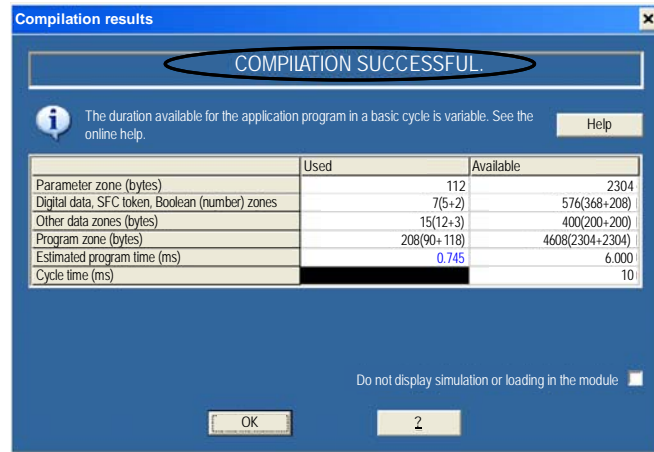 Compilation results
COMPILATION SUCCESSFUL.
The duration available for the application program in a basic cycle is variable. See the
online help.
Help
Used Available
Parameter zone (bytes) 112 2304
Digital data, SFC token, Boolean (number) zones 7(5+2) 576(368+208)
Other data zones (bytes) 15(12+3) 400(200+200)
Program zone (bytes) 208(90+118) 4608(2304+2304)
Estimated program time (ms) 0.745 6.000
Cycle time (ms) 10
Do not display simulation or loading in the module
OK ?